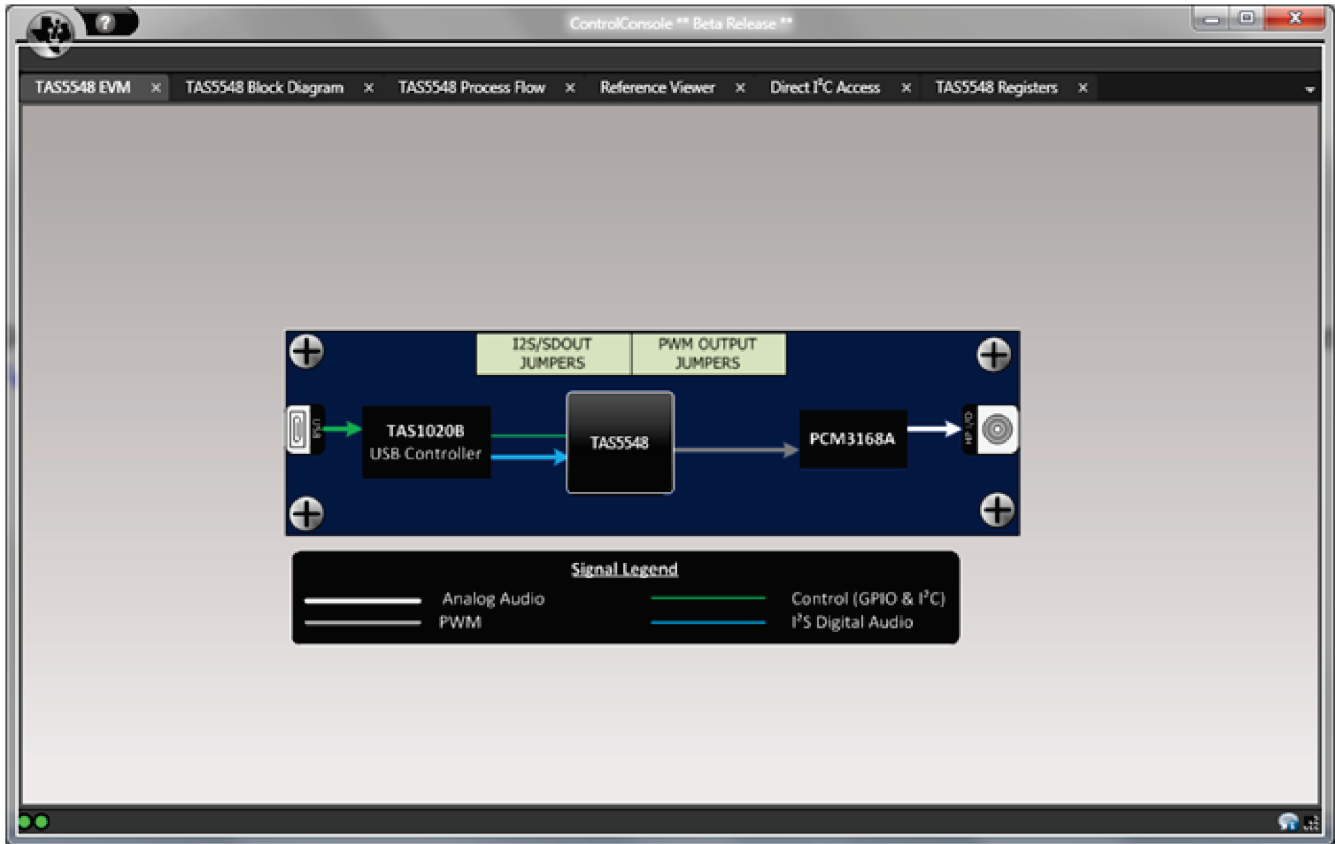 ?
ControlConsole ** Beta Release **
TAS5548 EVM × TAS5548 Block Diagram × TAS5548 Process Flow × Reference Viewer × Direct I²C Access × TAS5548 Registers ×
I2S/SDOUT JUMPERS
PWM OUTPUT JUMPERS
USB
TAS1020B
USB Controller
TAS5548
PCM3168A
HP I/O
Signal Legend
Analog Audio
Control (GPIO & I²C)
PWM
I²S Digital Audio